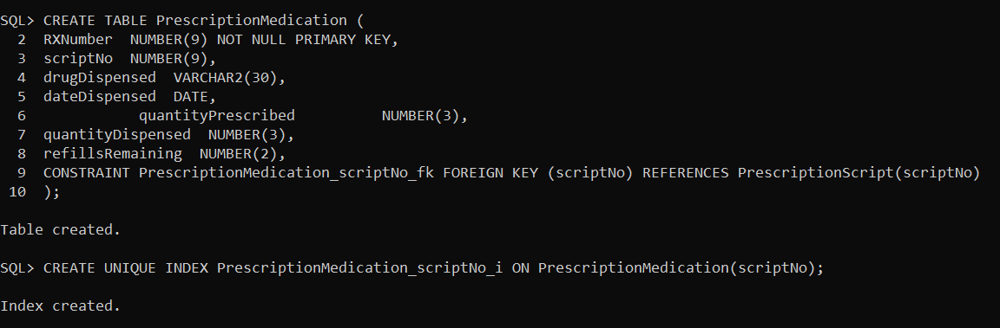 SQL> CREATE TABLE PrescriptionMedication (
  2  RXNumber  NUMBER(9) NOT NULL PRIMARY KEY,
  3  scriptNo  NUMBER(9),
  4  drugDispensed  VARCHAR2(30),
  5  dateDispensed  DATE,
  6             quantityPrescribed          NUMBER(3),
  7  quantityDispensed  NUMBER(3),
  8  refillsRemaining  NUMBER(2),
  9  CONSTRAINT PrescriptionMedication_scriptNo_fk FOREIGN KEY (scriptNo) REFERENCES PrescriptionScript(scriptNo)
 10  );
Table created.
SQL> CREATE UNIQUE INDEX PrescriptionMedication_scriptNo_i ON PrescriptionMedication(scriptNo);
Index created.